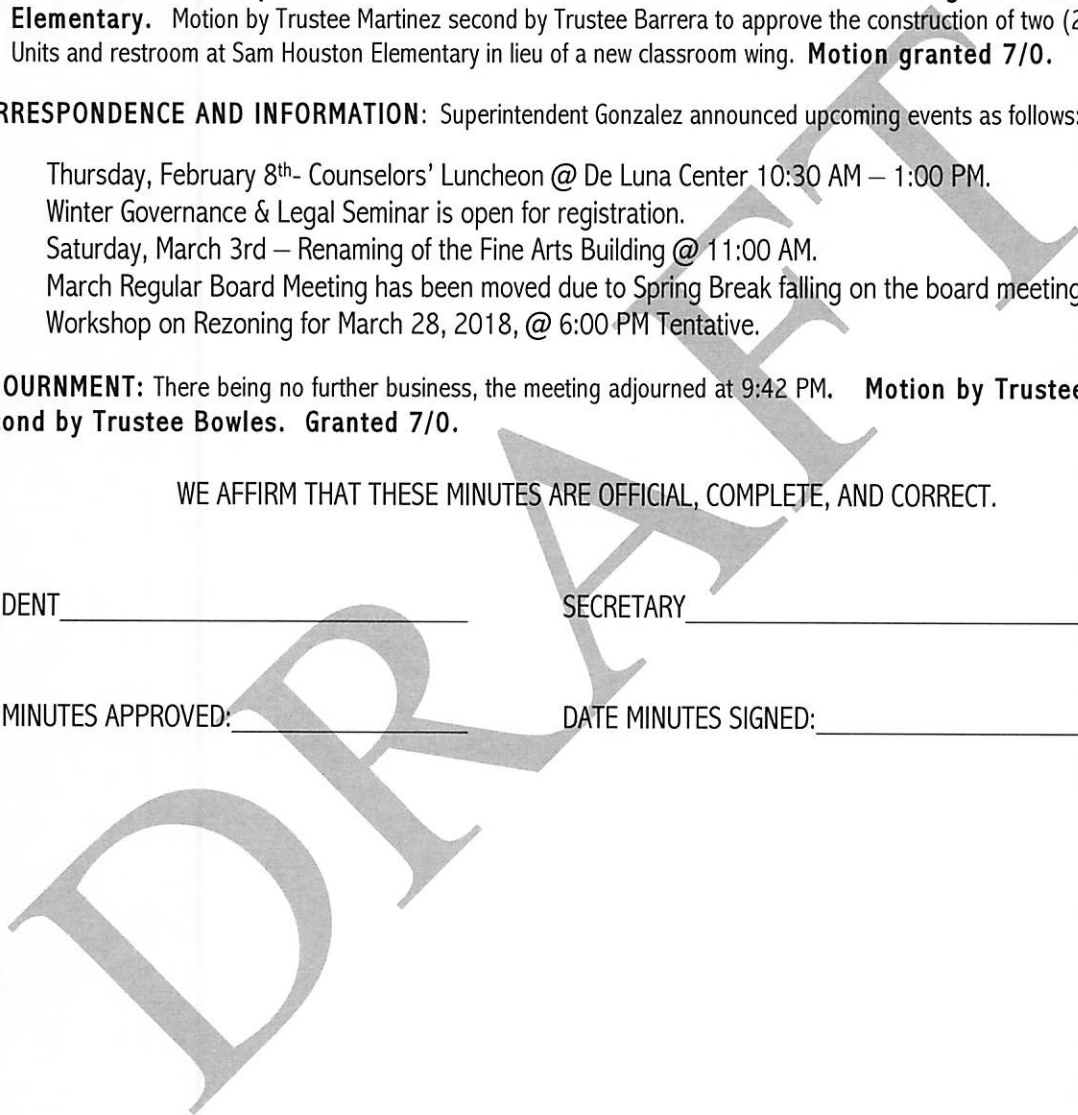 Elementary. Motion by Trustee Martinez second by Trustee Barrera to approve the construction of two (2
Units and restroom at Sam Houston Elementary in lieu of a new classroom wing. Motion granted 7/0.
RRESPONDENCE AND INFORMATION: Superintendent Gonzalez announced upcoming events as follows:
Thursday, February 8th- Counselors' Luncheon @ De Luna Center 10:30 AM – 1:00 PM.
Winter Governance & Legal Seminar is open for registration.
Saturday, March 3rd – Renaming of the Fine Arts Building @ 11:00 AM.
March Regular Board Meeting has been moved due to Spring Break falling on the board meeting
Workshop on Rezoning for March 28, 2018, @ 6:00 PM Tentative.
OURNMENT: There being no further business, the meeting adjourned at 9:42 PM. Motion by Trustee
ond by Trustee Bowles. Granted 7/0.
WE AFFIRM THAT THESE MINUTES ARE OFFICIAL, COMPLETE, AND CORRECT.
DENT____________ SECRETARY____________
MINUTES APPROVED:____________ DATE MINUTES SIGNED:____________
DRAFT